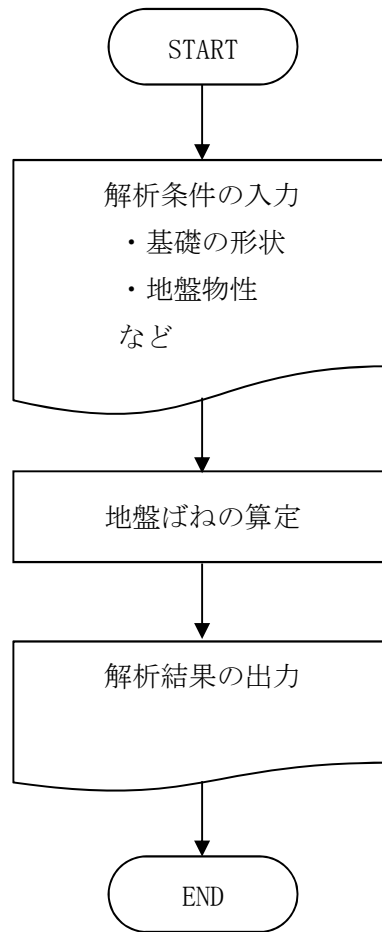 START
解析条件の入力
・基礎の形状
・地盤物性
など
地盤ばねの算定
解析結果の出力
END